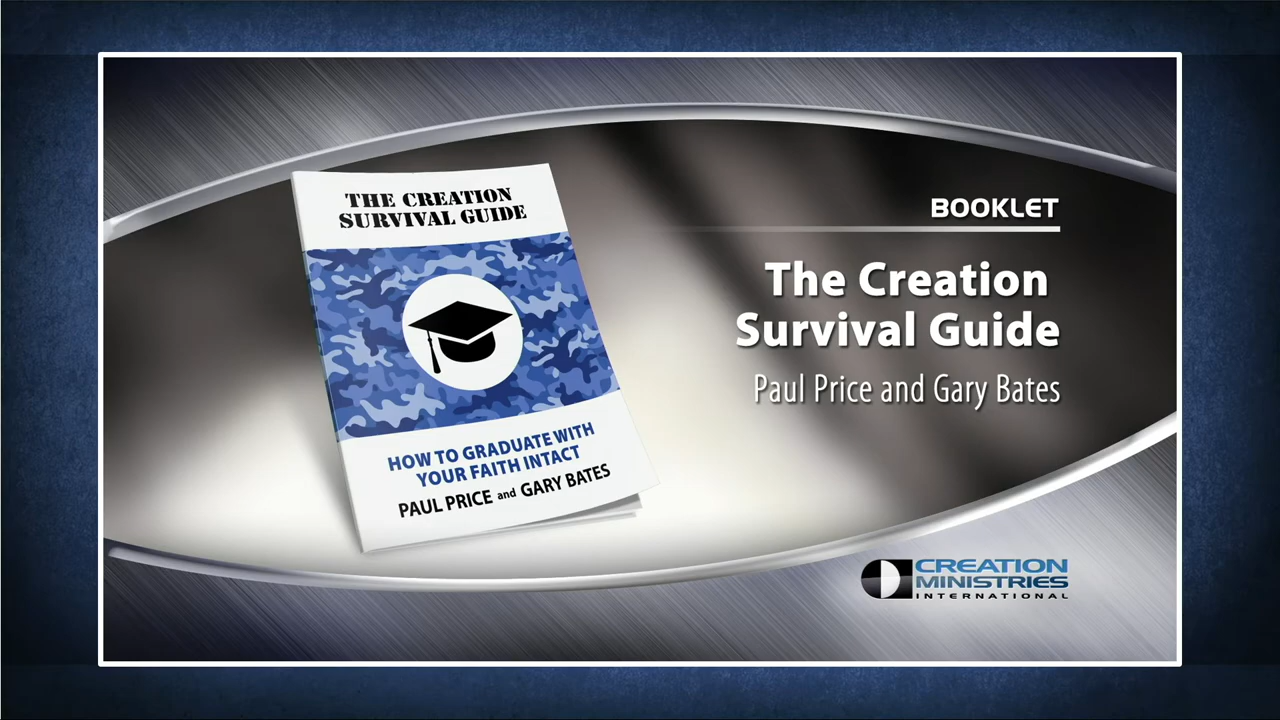 THE CREATION
SURVIVAL GUIDE
HOW TO GRADUATE WITH
YOUR FAITH INTACT
PAUL PRICE and GARY BATES
BOOKLET
The Creation
Survival Guide
Paul Price and Gary Bates
CREATION
MINISTRIES
INTERNATIONAL